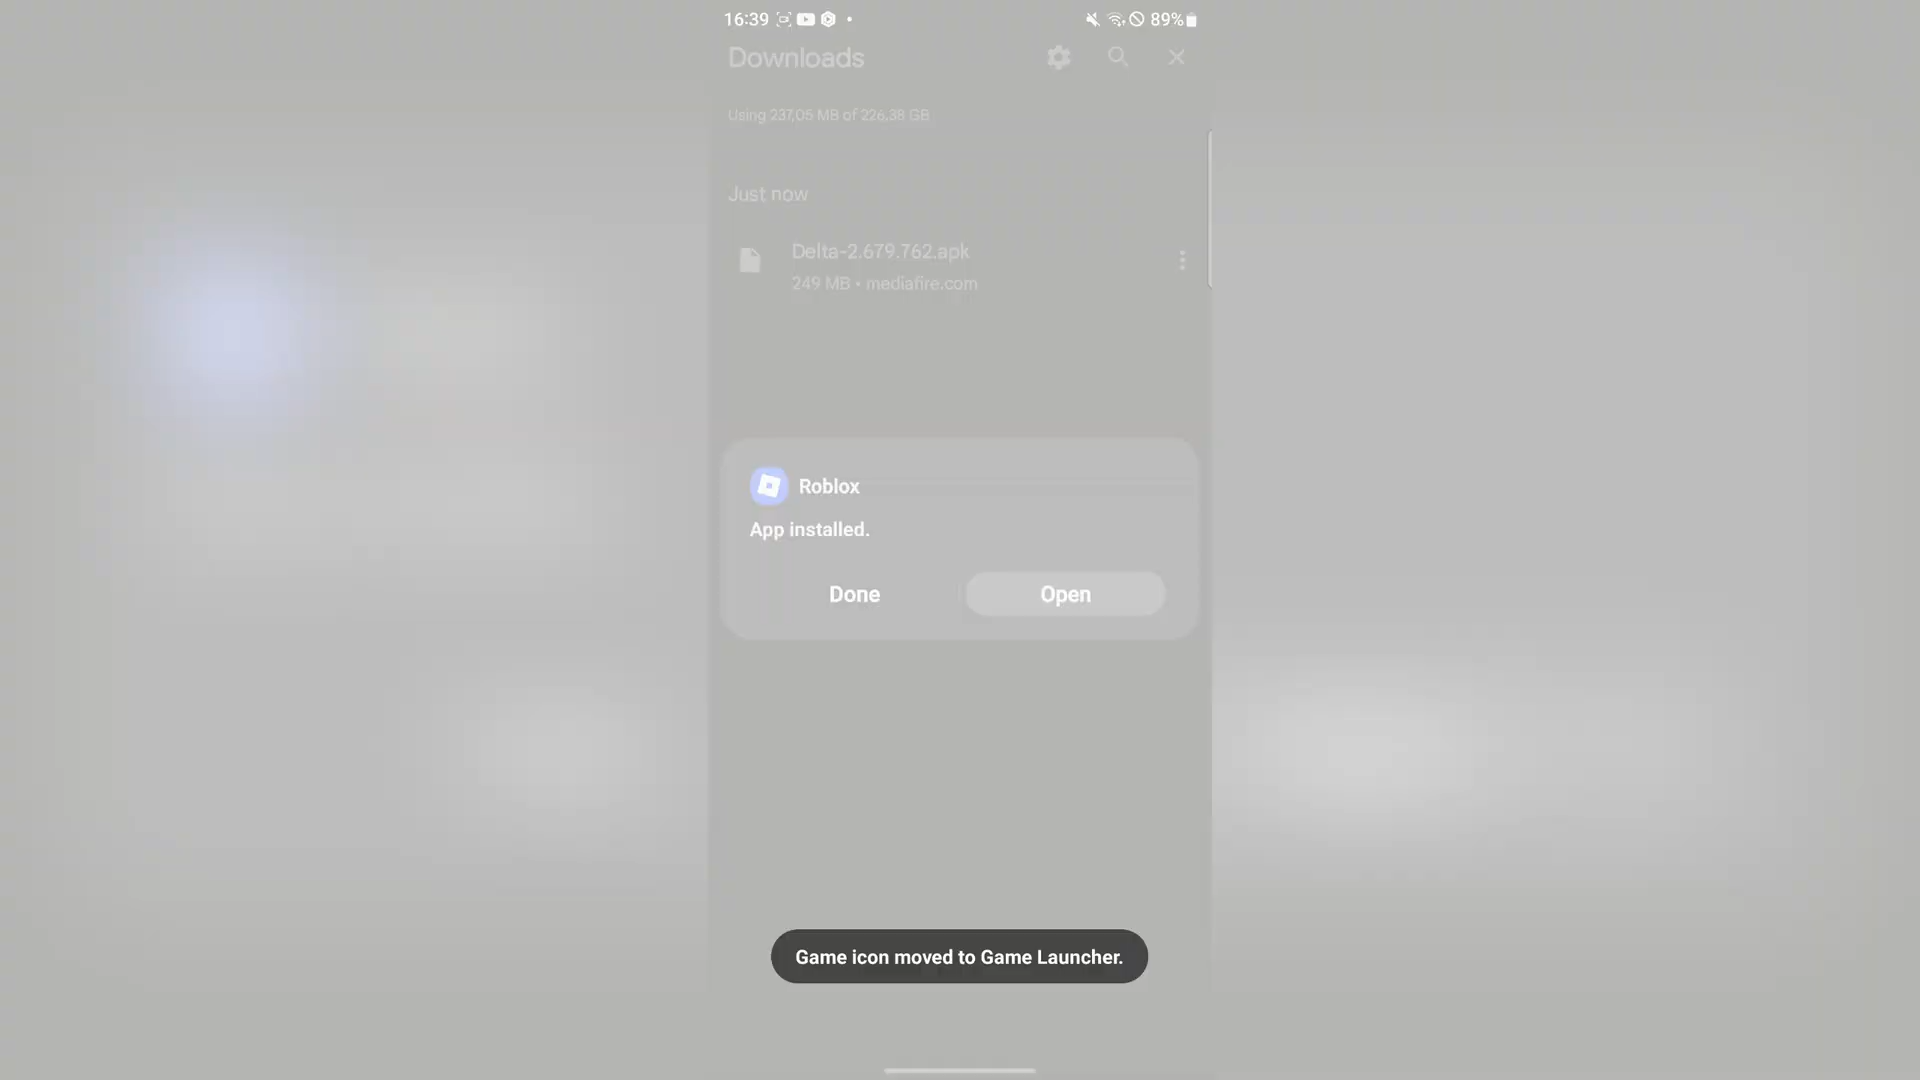 16:39 89%
Downloads
Using 237,05 MB of 226,38 GB
Just now
Delta-2.679.762.apk
249 MB • mediafire.com
Roblox
App installed.
Done Open
Game icon moved to Game Launcher.